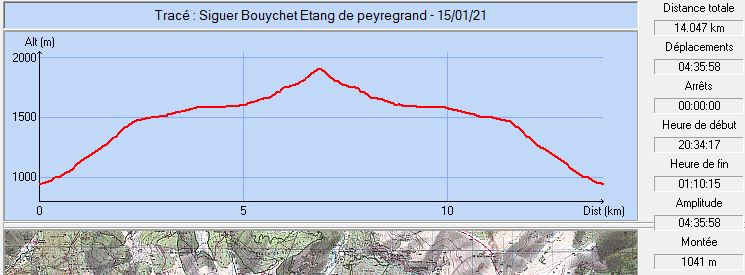 Tracé : Siguer Bouychet Etang de peyregrand - 15/01/21
Alt (m)
2000
1500
1000
0
5
10
Dist (km)
Distance totale
14.047 km
Déplacements
04:35:58
Arrêts
00:00:00
Heure de début
20:34:17
Heure de fin
01:10:15
Amplitude
04:35:58
Montée
1041 m